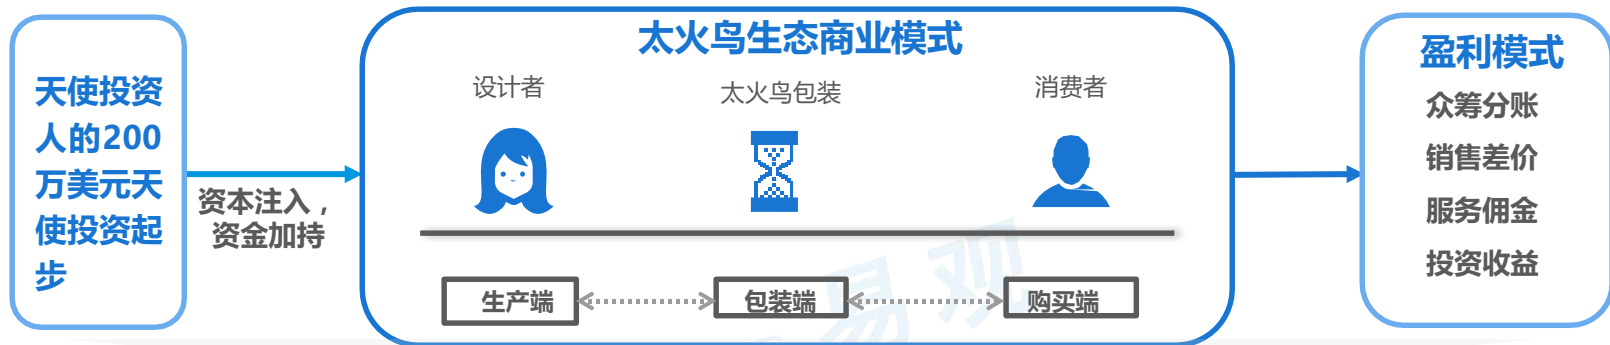 天使投资
人的200
万美元天
使投资起
步
资本注入，
资金加持
太火鸟生态商业模式
设计者
太火鸟包装
消费者
生产端
包装端
购买端
盈利模式
众筹分账
销售差价
服务佣金
投资收益
易观